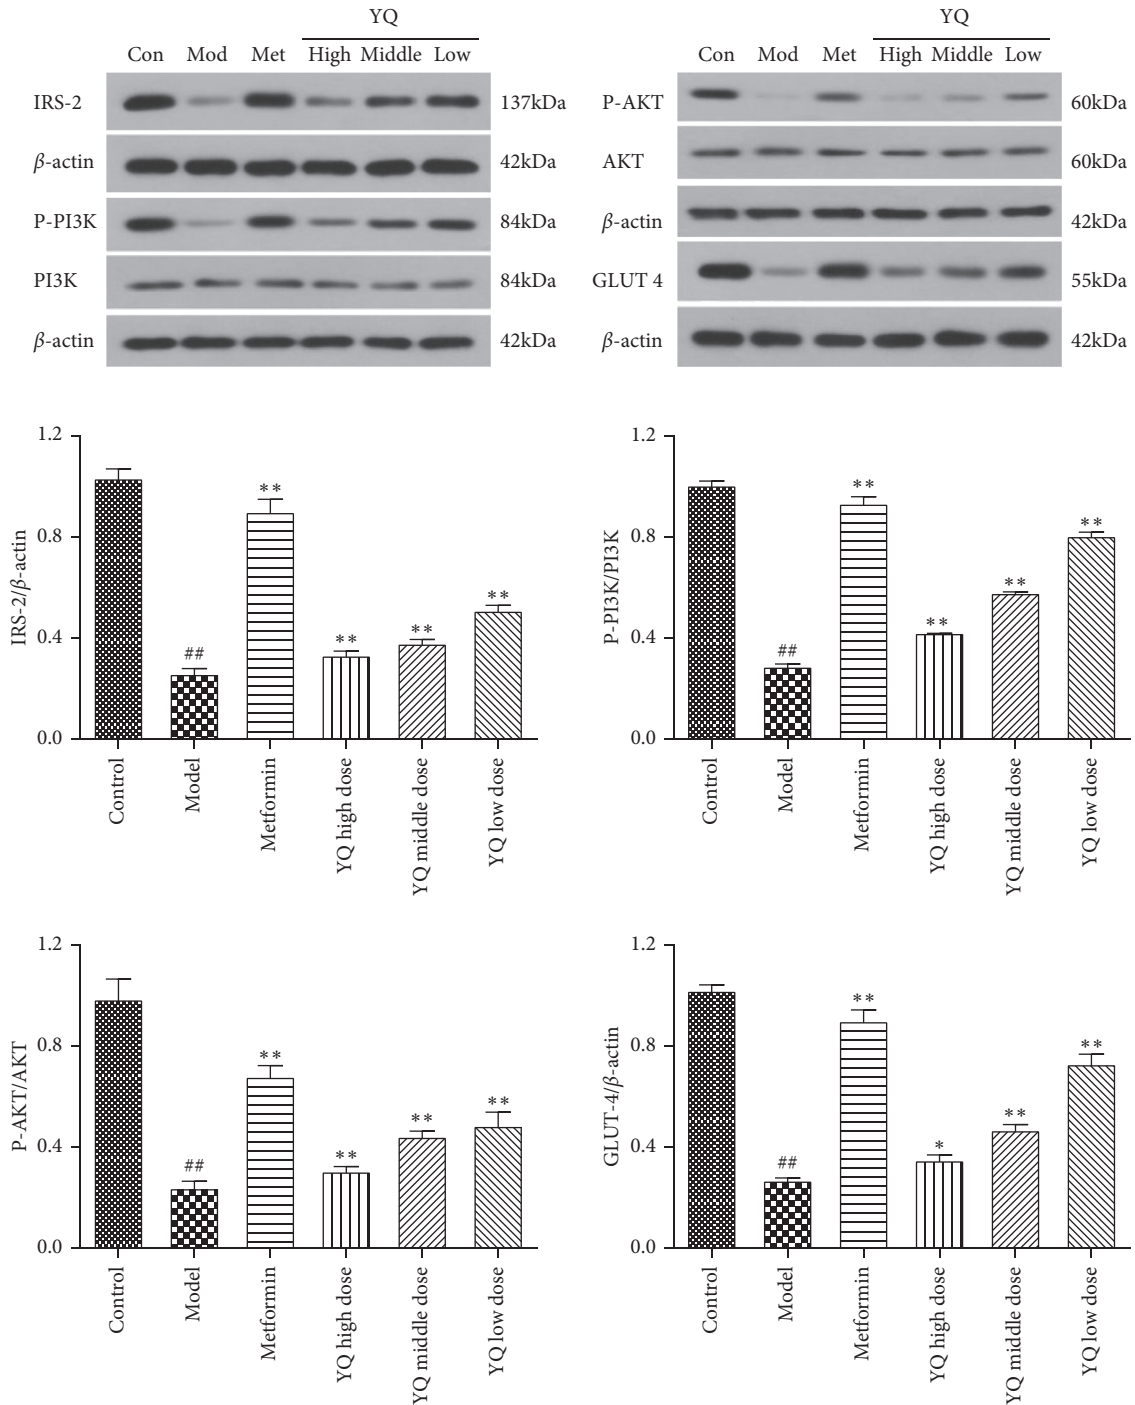 YQ
Con Mod Met High Middle Low
IRS-2 137kDa
β-actin 42kDa
P-PI3K 84kDa
PI3K 84kDa
β-actin 42kDa
YQ
Con Mod Met High Middle Low
P-AKT 60kDa
AKT 60kDa
β-actin 42kDa
GLUT 4 55kDa
β-actin 42kDa
IRS-2/β-actin
1.2
0.8
0.4
0.0
##
**
**
**
**
Control
Model
Metformin
YQ high dose
YQ middle dose
YQ low dose
P-PI3K/PI3K
1.2
0.8
0.4
0.0
##
**
**
**
**
Control
Model
Metformin
YQ high dose
YQ middle dose
YQ low dose
P-AKT/AKT
1.2
0.8
0.4
0.0
##
**
**
**
**
Control
Model
Metformin
YQ high dose
YQ middle dose
YQ low dose
GLUT-4/β-actin
1.2
0.8
0.4
0.0
##
**
*
**
**
Control
Model
Metformin
YQ high dose
YQ middle dose
YQ low dose